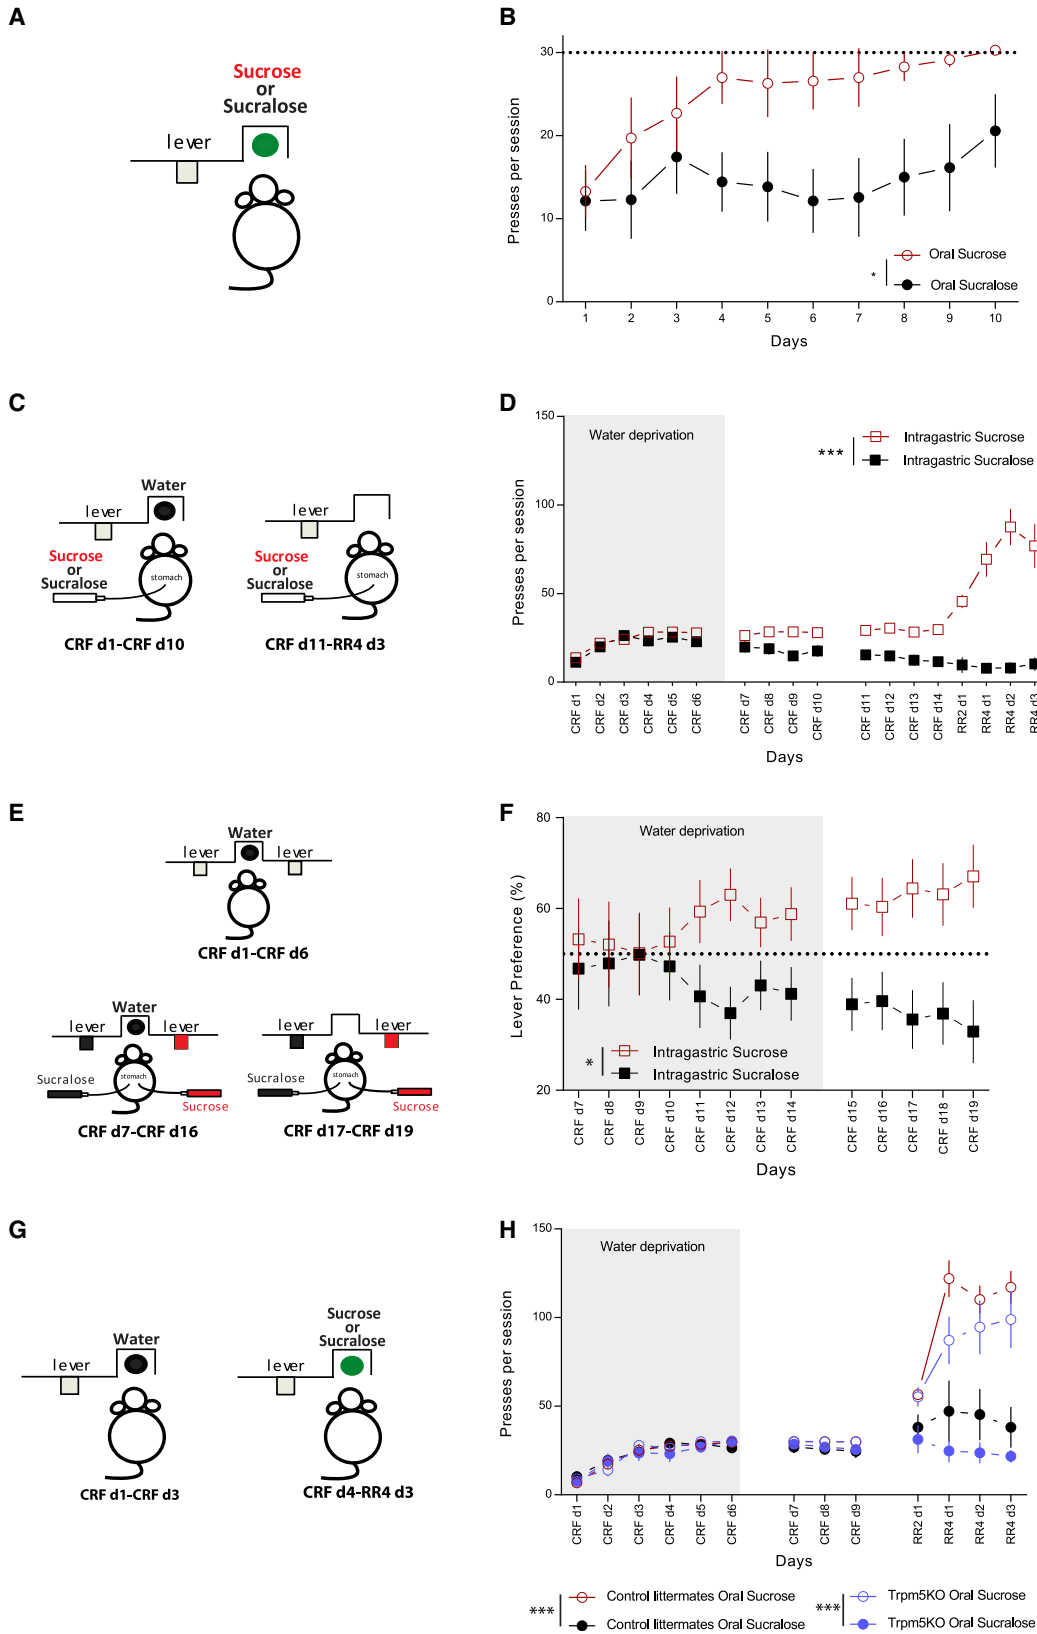 A
Sucrose
or
Sucralose
lever
B
Presses per session
30
20
10
0
Oral Sucrose
*
Oral Sucralose
1 2 3 4 5 6 7 8 9 10
Days
C
Water
lever
Sucrose
or
Sucralose
stomach
CRF d1-CRF d10
lever
Sucrose
or
Sucralose
stomach
CRF d11-RR4 d3
D
Presses per session
150
100
50
0
Water deprivation
Intragastric Sucrose
***
Intragastric Sucralose
CRF d1
CRF d2
CRF d3
CRF d4
CRF d5
CRF d6
CRF d7
CRF d8
CRF d9
CRF d10
CRF d11
CRF d12
CRF d13
CRF d14
RR2 d1
RR4 d1
RR4 d2
RR4 d3
Days
E
Water
lever lever
CRF d1-CRF d6
lever Water lever
Sucralose
stomach
Sucrose
CRF d7-CRF d16
lever lever
Sucralose
stomach
Sucrose
CRF d17-CRF d19
F
Lever Preference (%)
80
60
40
20
Water deprivation
Intragastric Sucrose
*
Intragastric Sucralose
CRF d7
CRF d8
CRF d9
CRF d10
CRF d11
CRF d12
CRF d13
CRF d14
CRF d15
CRF d16
CRF d17
CRF d18
CRF d19
Days
G
Water
lever
CRF d1-CRF d3
Sucrose
or
Sucralose
lever
CRF d4-RR4 d3
H
Presses per session
150
100
50
0
Water deprivation
CRF d1
CRF d2
CRF d3
CRF d4
CRF d5
CRF d6
CRF d7
CRF d8
CRF d9
RR2 d1
RR4 d1
RR4 d2
RR4 d3
Days
*** Control littermates Oral Sucrose
Control littermates Oral Sucralose
*** Trpm5KO Oral Sucrose
Trpm5KO Oral Sucralose